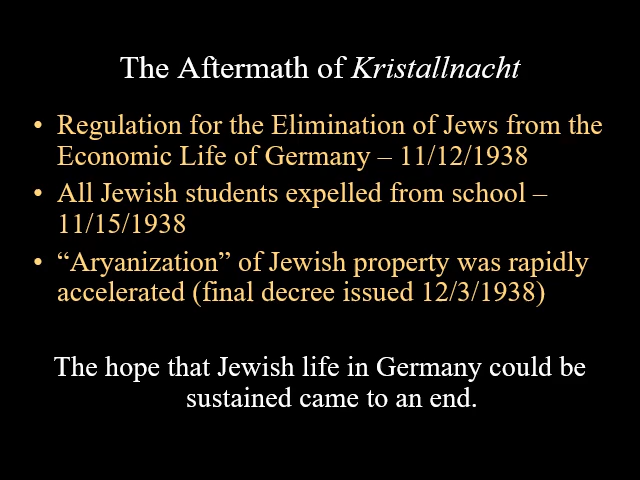 The Aftermath of Kristallnacht
• Regulation for the Elimination of Jews from the
Economic Life of Germany – 11/12/1938
• All Jewish students expelled from school –
11/15/1938
• “Aryanization” of Jewish property was rapidly
accelerated (final decree issued 12/3/1938)
The hope that Jewish life in Germany could be
sustained came to an end.